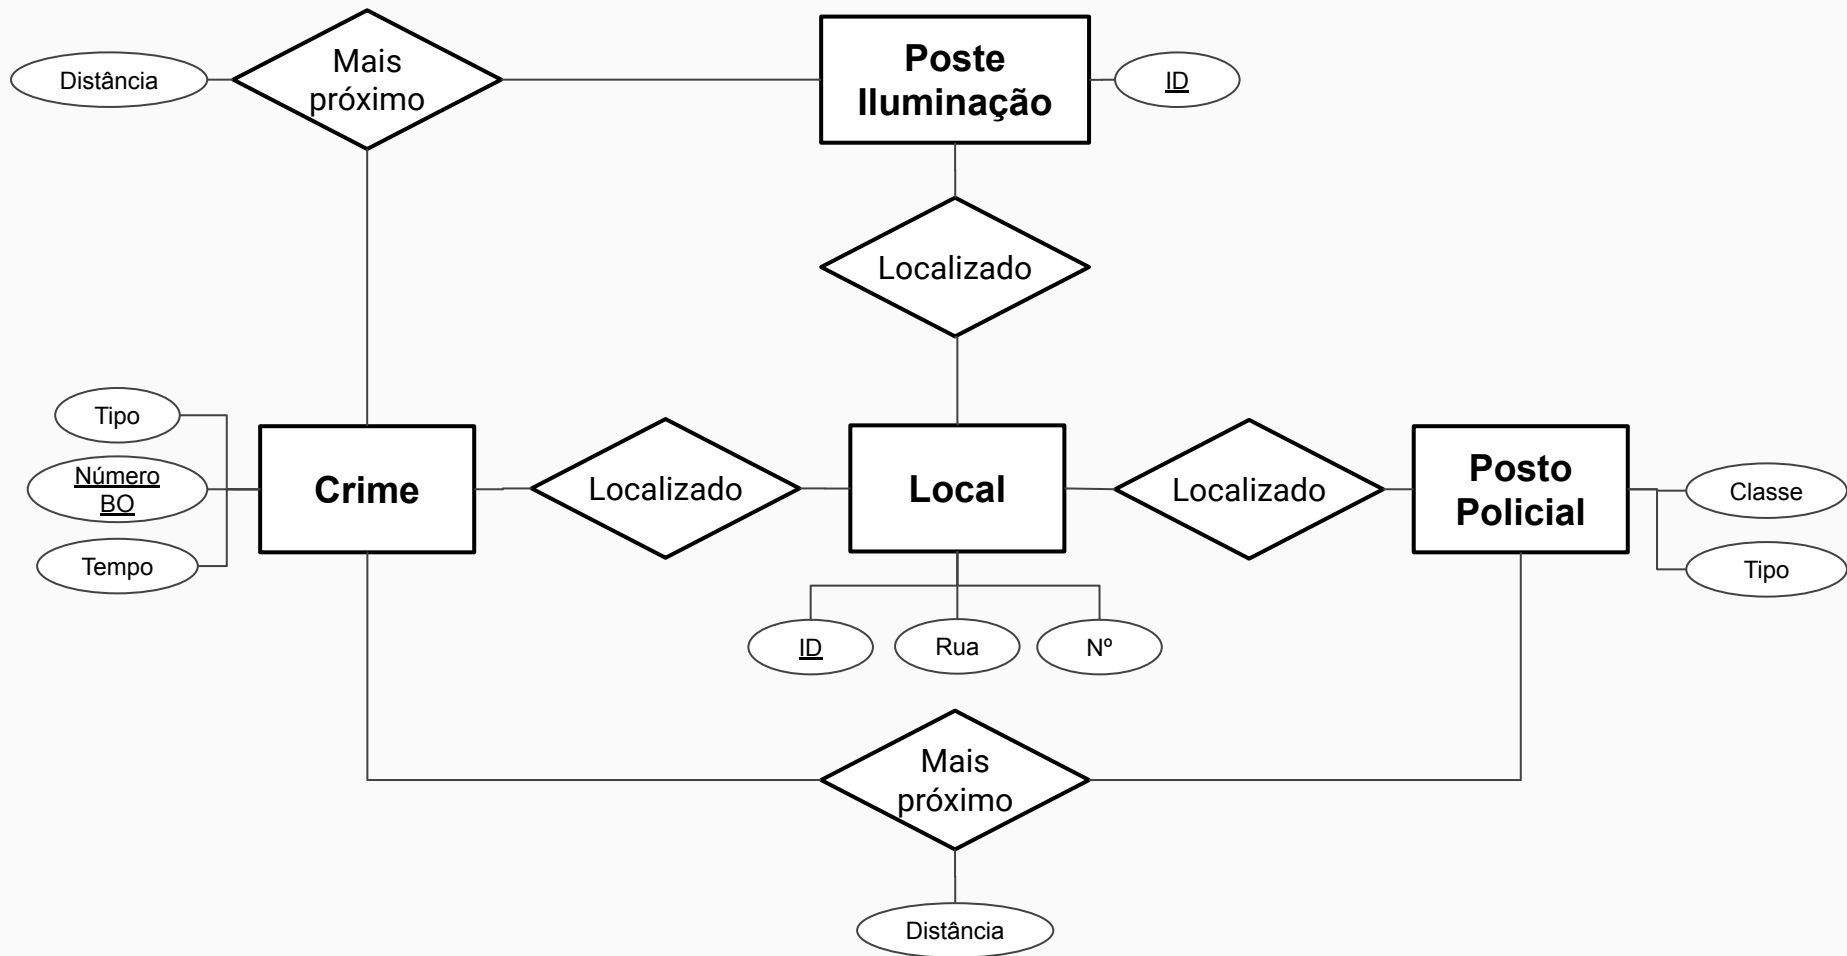 Distância
Mais
próximo
Poste
Iluminação
ID
Localizado
Tipo
Número
BO
Tempo
Crime
Localizado
Local
Localizado
Posto
Policial
Classe
Tipo
ID
Rua
Nº
Mais
próximo
Distância